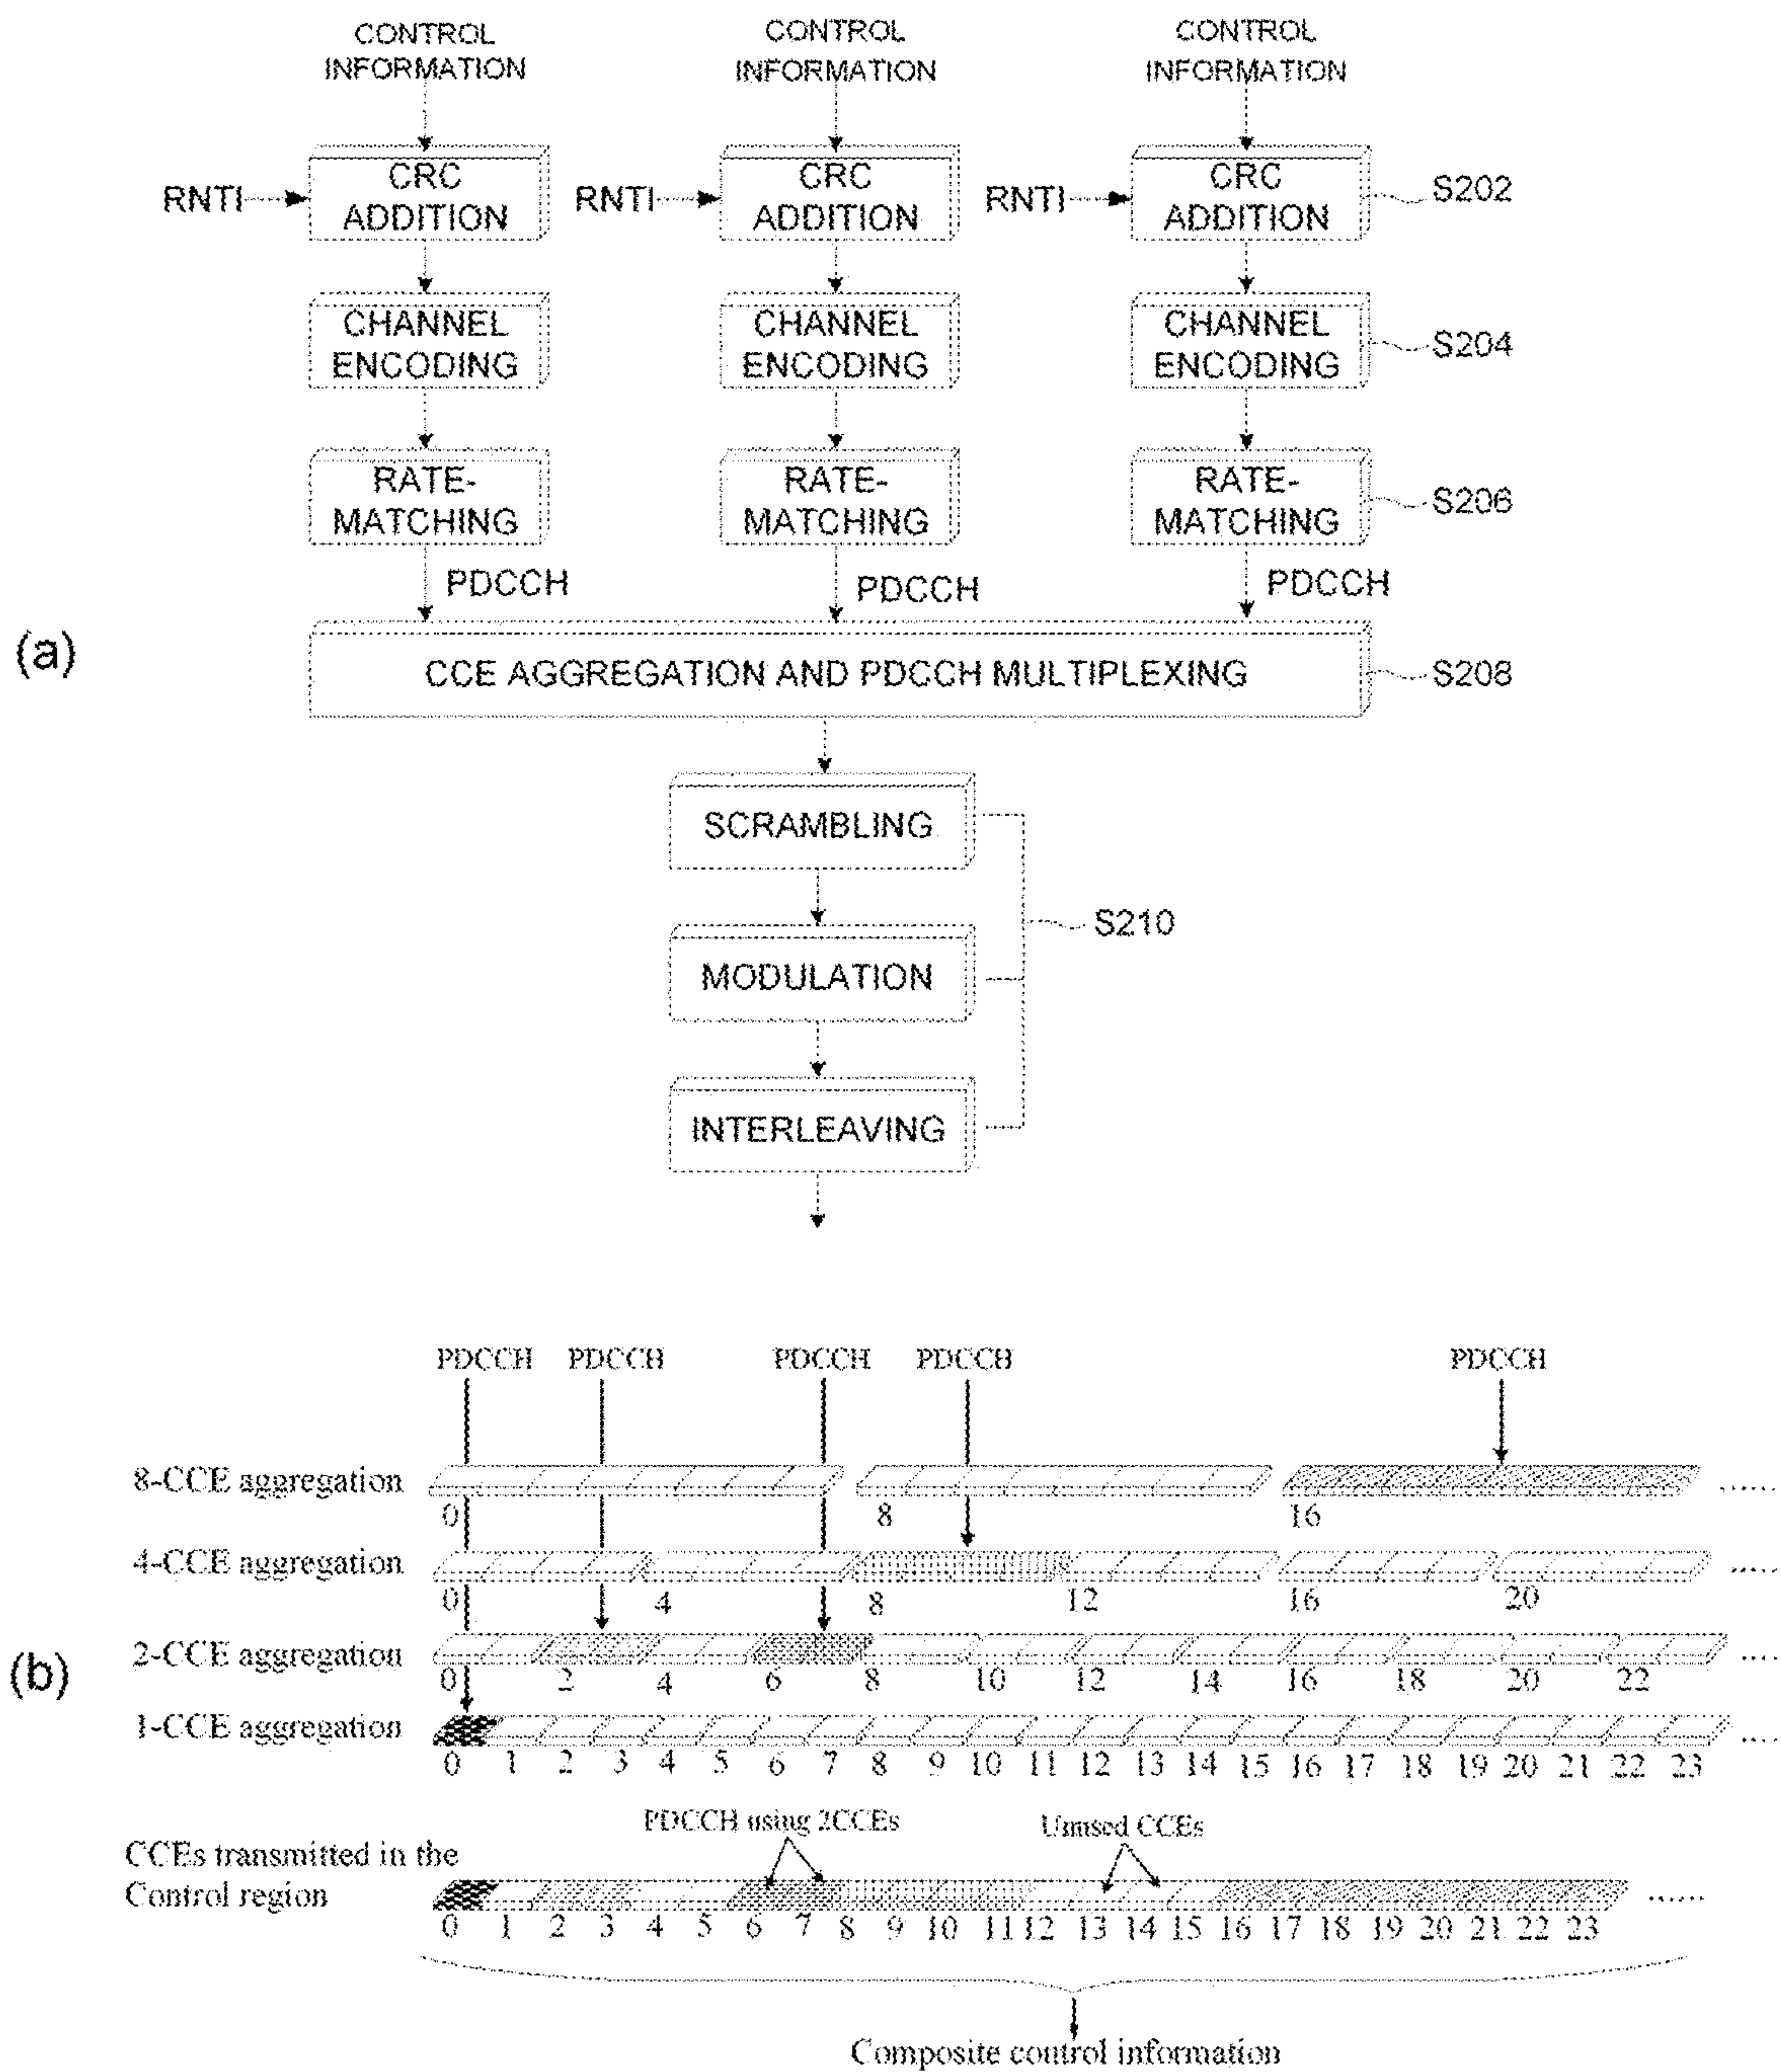 CONTROL INFORMATION
CONTROL INFORMATION
CONTROL INFORMATION
RNTI
CRC ADDITION
RNTI
CRC ADDITION
RNTI
CRC ADDITION
S202
CHANNEL ENCODING
CHANNEL ENCODING
CHANNEL ENCODING
S204
RATE-MATCHING
RATE-MATCHING
RATE-MATCHING
S206
PDCCH
PDCCH
PDCCH
(a)
CCE AGGREGATION AND PDCCH MULTIPLEXING
S208
SCRAMBLING
S210
MODULATION
INTERLEAVING
PDCCH PDCCH PDCCH PDCCH PDCCH
8-CCE aggregation ......
0 8 16
4-CCE aggregation .....
0 4 8 12 16 20
(b)
2-CCE aggregation ....
0 2 4 6 8 10 12 14 16 18 20 22
1-CCE aggregation ....
0 1 2 3 4 5 6 7 8 9 10 11 12 13 14 15 16 17 18 19 20 21 22 23
PDCCH using 2CCEs
Unused CCEs
CCEs transmitted in the
Control region ......
0 1 2 3 4 5 6 7 8 9 10 11 12 13 14 15 16 17 18 19 20 21 22 23
Composite control information